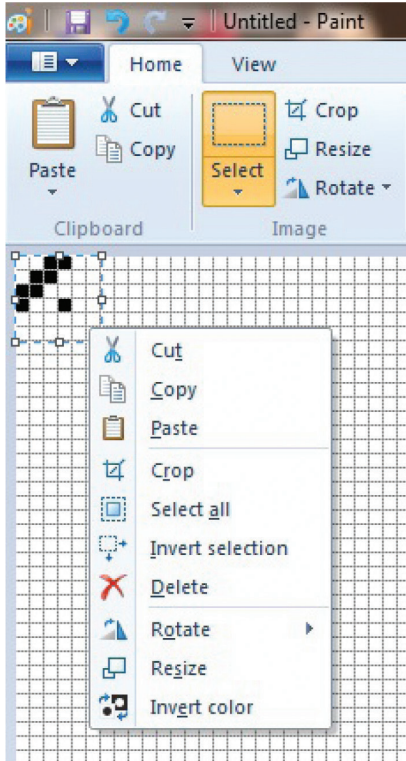 Untitled - Paint
Home View
Cut
Copy
Paste
Clipboard
Select
Crop
Resize
Rotate
Image
Cut
Copy
Paste
Crop
Select all
Invert selection
Delete
Rotate
Resize
Invert color